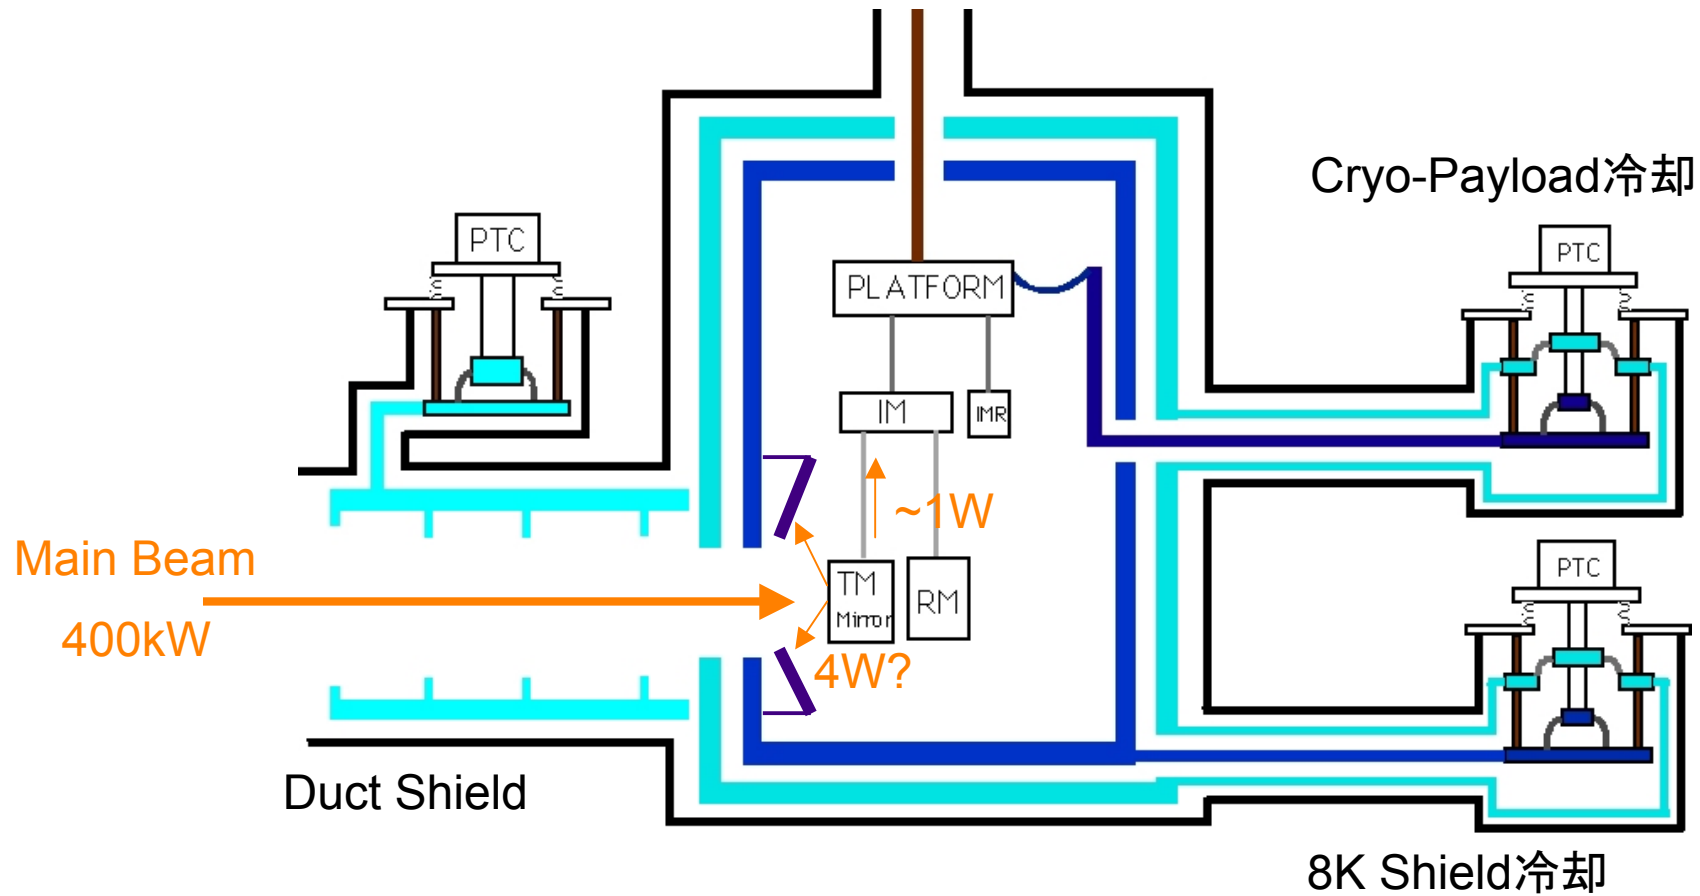 Cryo-Payload冷却
PTC
PTC
PLATFORM
IM
IMR
~1W
Main Beam
400kW
TM
Mirror
RM
PTC
4W?
Duct Shield
8K Shield冷却